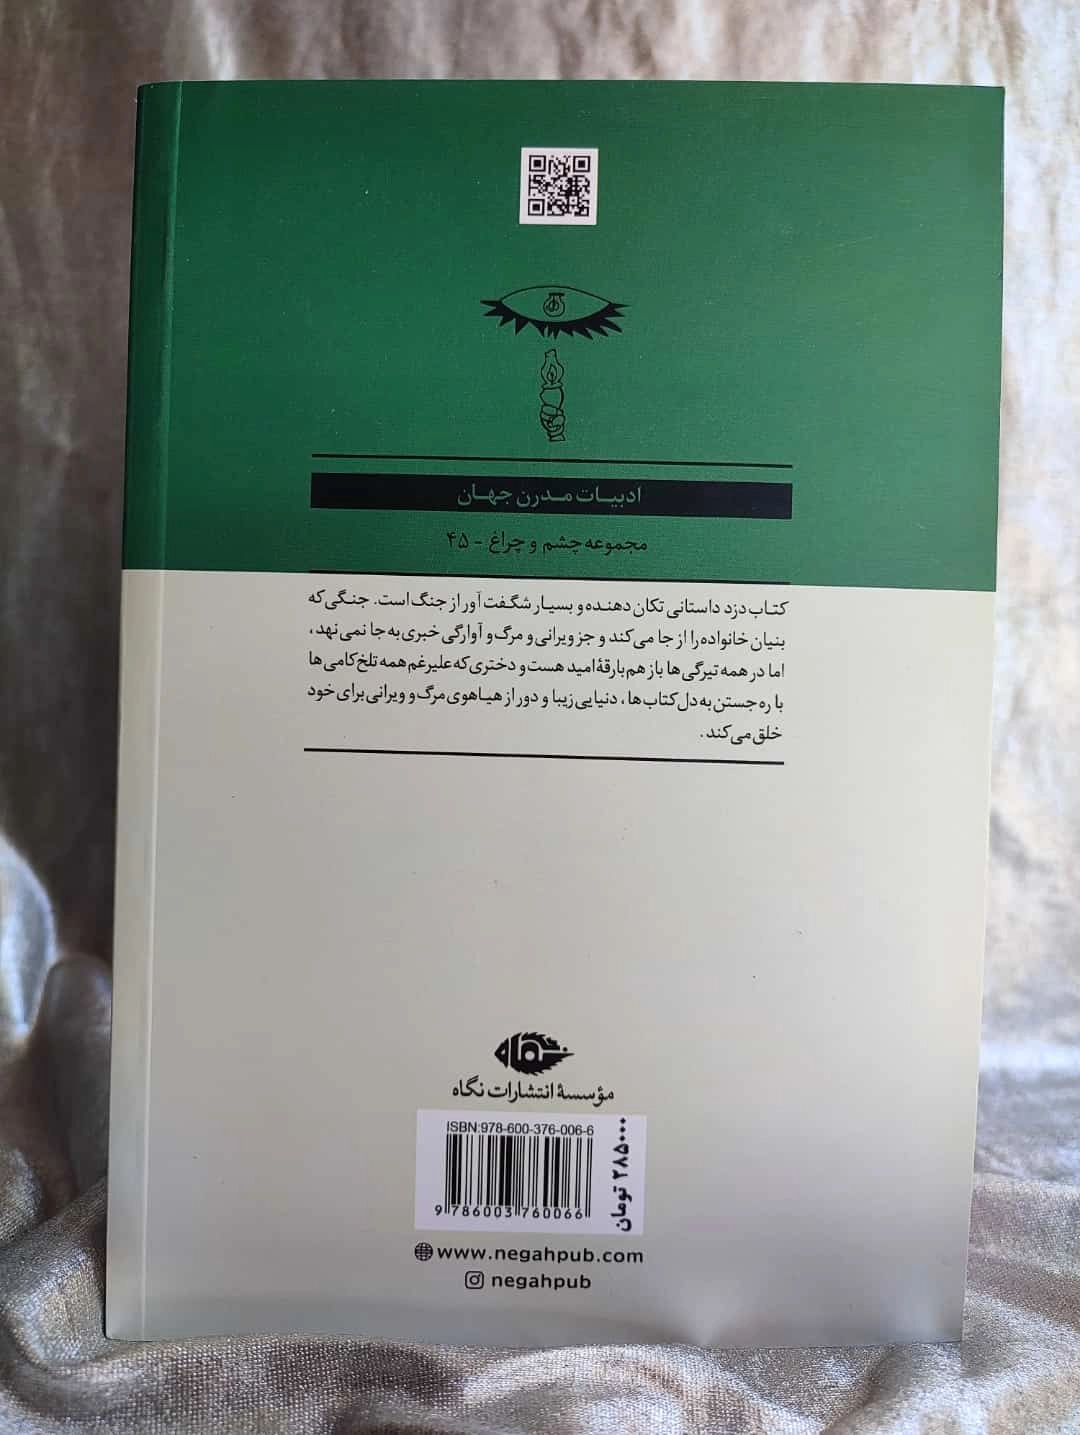 ادبیات مدرن جهان
مجموعه چشم و چراغ - ۴۵
کتاب دزد داستانی تکان دهنده و بسیار شگفت آور از جنگ است. جنگی که
بنیان خانواده را از جا می‌کند و جز ویرانی و مرگ و آوارگی خبری به جا نمی‌نهد،
اما در همه تیرگی‌ها باز هم بارقهٔ امید هست و دختری که علیرغم همه تلخ‌کامی‌ها
با ره جستن به دل کتاب‌ها، دنیایی زیبا و دور از هیاهوی مرگ و ویرانی برای خود
خلق می‌کند.
نگاه
مؤسسهٔ انتشارات نگاه
ISBN:978-600-376-006-6
9 786003 760066
۲۸۵۰۰۰ تومان
www.negahpub.com
negahpub